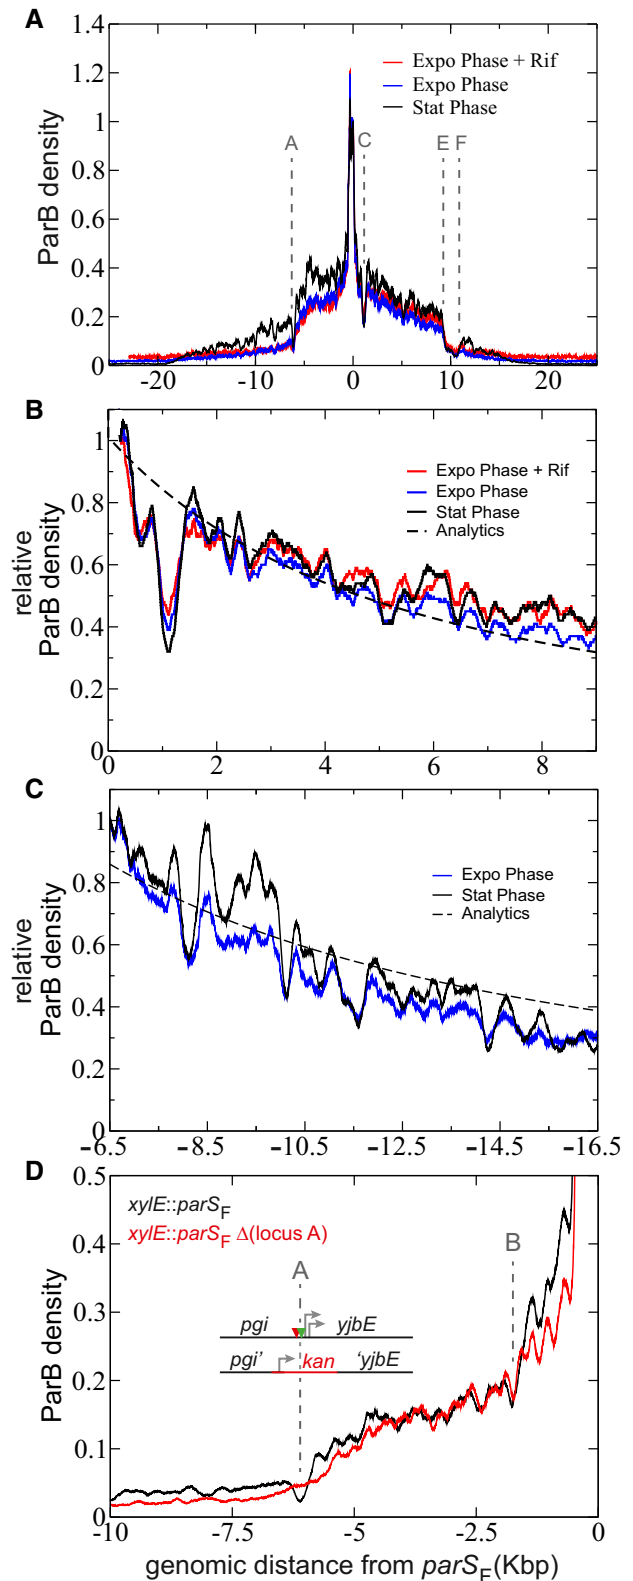 A
ParB density
1.4
1.2
1
0.8
0.6
0.4
0.2
0
Expo Phase + Rif
Expo Phase
Stat Phase
A
C
E F
-20 -10 0 10 20
B
relative
ParB density
1
0.8
0.6
0.4
0.2
0
Expo Phase + Rif
Expo Phase
Stat Phase
Analytics
0 2 4 6 8
C
relative
ParB density
1
0.8
0.6
0.4
0.2
0
Expo Phase
Stat Phase
Analytics
-6.5 -8.5 -10.5 -12.5 -14.5 -16.5
D
ParB density
0.5
0.4
0.3
0.2
0.1
0
xylE::parSF
xylE::parSF Δ(locus A)
A
B
pgi yjbE
pgi' kan 'yjbE
-10 -7.5 -5 -2.5 0
genomic distance from parSF(Kbp)